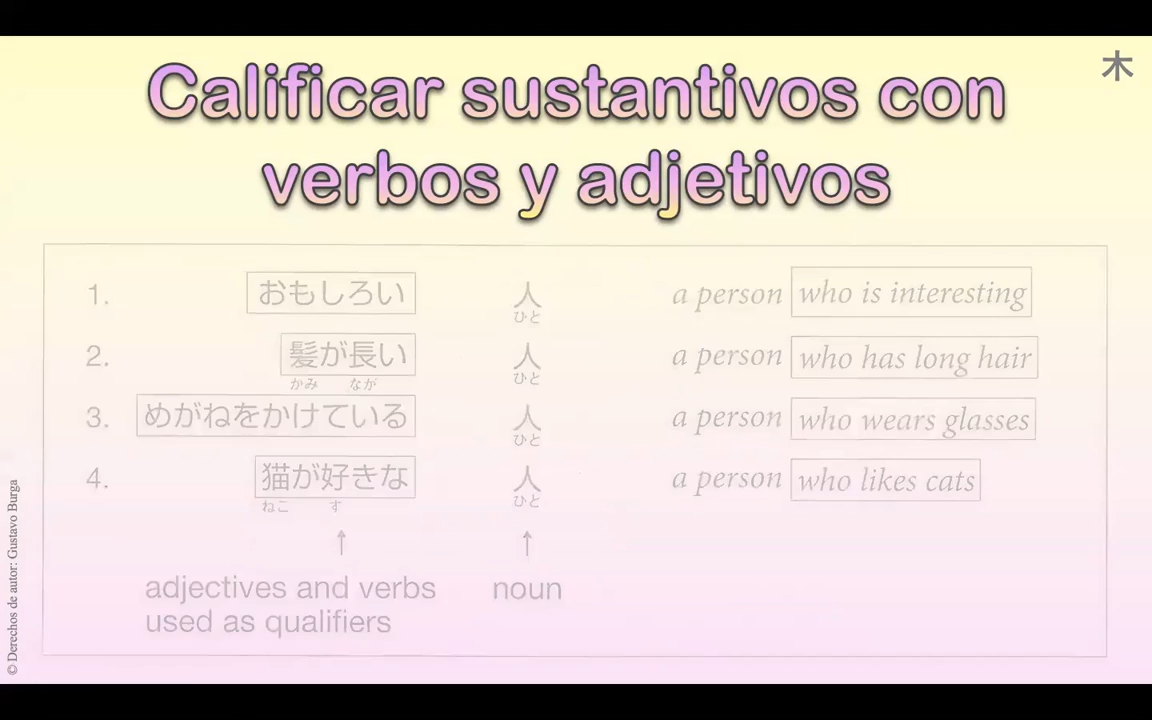 木
Calificar sustantivos con
verbos y adjetivos
1. おもしろい 人 a person who is interesting
ひと
2. 髪が長い 人 a person who has long hair
かみ なが ひと
3. めがねをかけている 人 a person who wears glasses
ひと
4. 猫が好きな 人 a person who likes cats
ねこ す ひと
↑ ↑
adjectives and verbs noun
used as qualifiers
© Derechos de autor: Gustavo Burga